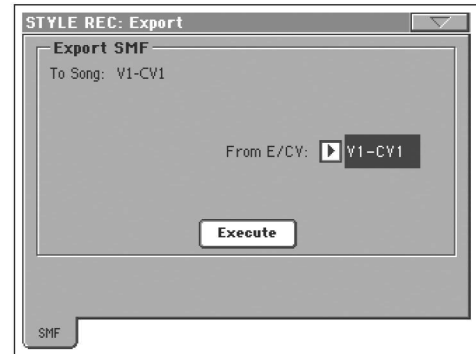 STYLE REC: Export
Export SMF
To Song: V1-CV1
From E/CV: V1-CV1
Execute
SMF